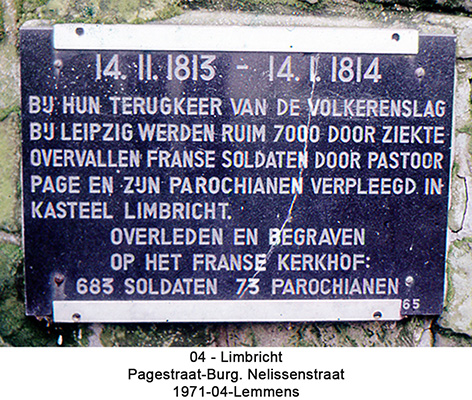 14.11.1813 - 14.1.1814
BIJ HUN TERUGKEER VAN DE VOLKERENSLAG
BIJ LEIPZIG WERDEN RUIM 7000 DOOR ZIEKTE
OVERVALLEN FRANSE SOLDATEN DOOR PASTOOR
PAGE EN ZIJN PAROCHIANEN VERPLEEGD IN
KASTEEL LIMBRICHT.
OVERLEDEN EN BEGRAVEN
OP HET FRANSE KERKHOF:
683 SOLDATEN 73 PAROCHIANEN
65
04 - Limbricht
Pagestraat-Burg. Nelissenstraat
1971-04-Lemmens